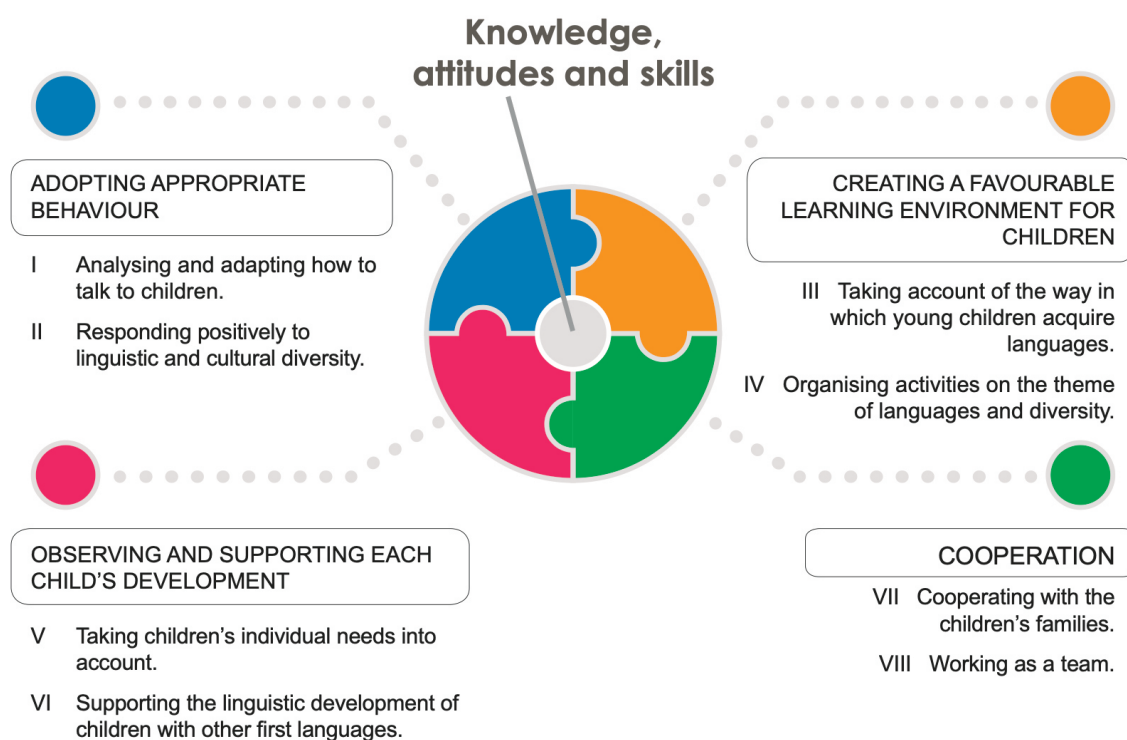 Knowledge,
attitudes and skills
ADOPTING APPROPRIATE
BEHAVIOUR
I Analysing and adapting how to
talk to children.
II Responding positively to
linguistic and cultural diversity.
CREATING A FAVOURABLE
LEARNING ENVIRONMENT FOR
CHILDREN
III Taking account of the way in
which young children acquire
languages.
IV Organising activities on the theme
of languages and diversity.
OBSERVING AND SUPPORTING EACH
CHILD’S DEVELOPMENT
V Taking children’s individual needs into
account.
VI Supporting the linguistic development of
children with other first languages.
COOPERATION
VII Cooperating with the
children’s families.
VIII Working as a team.